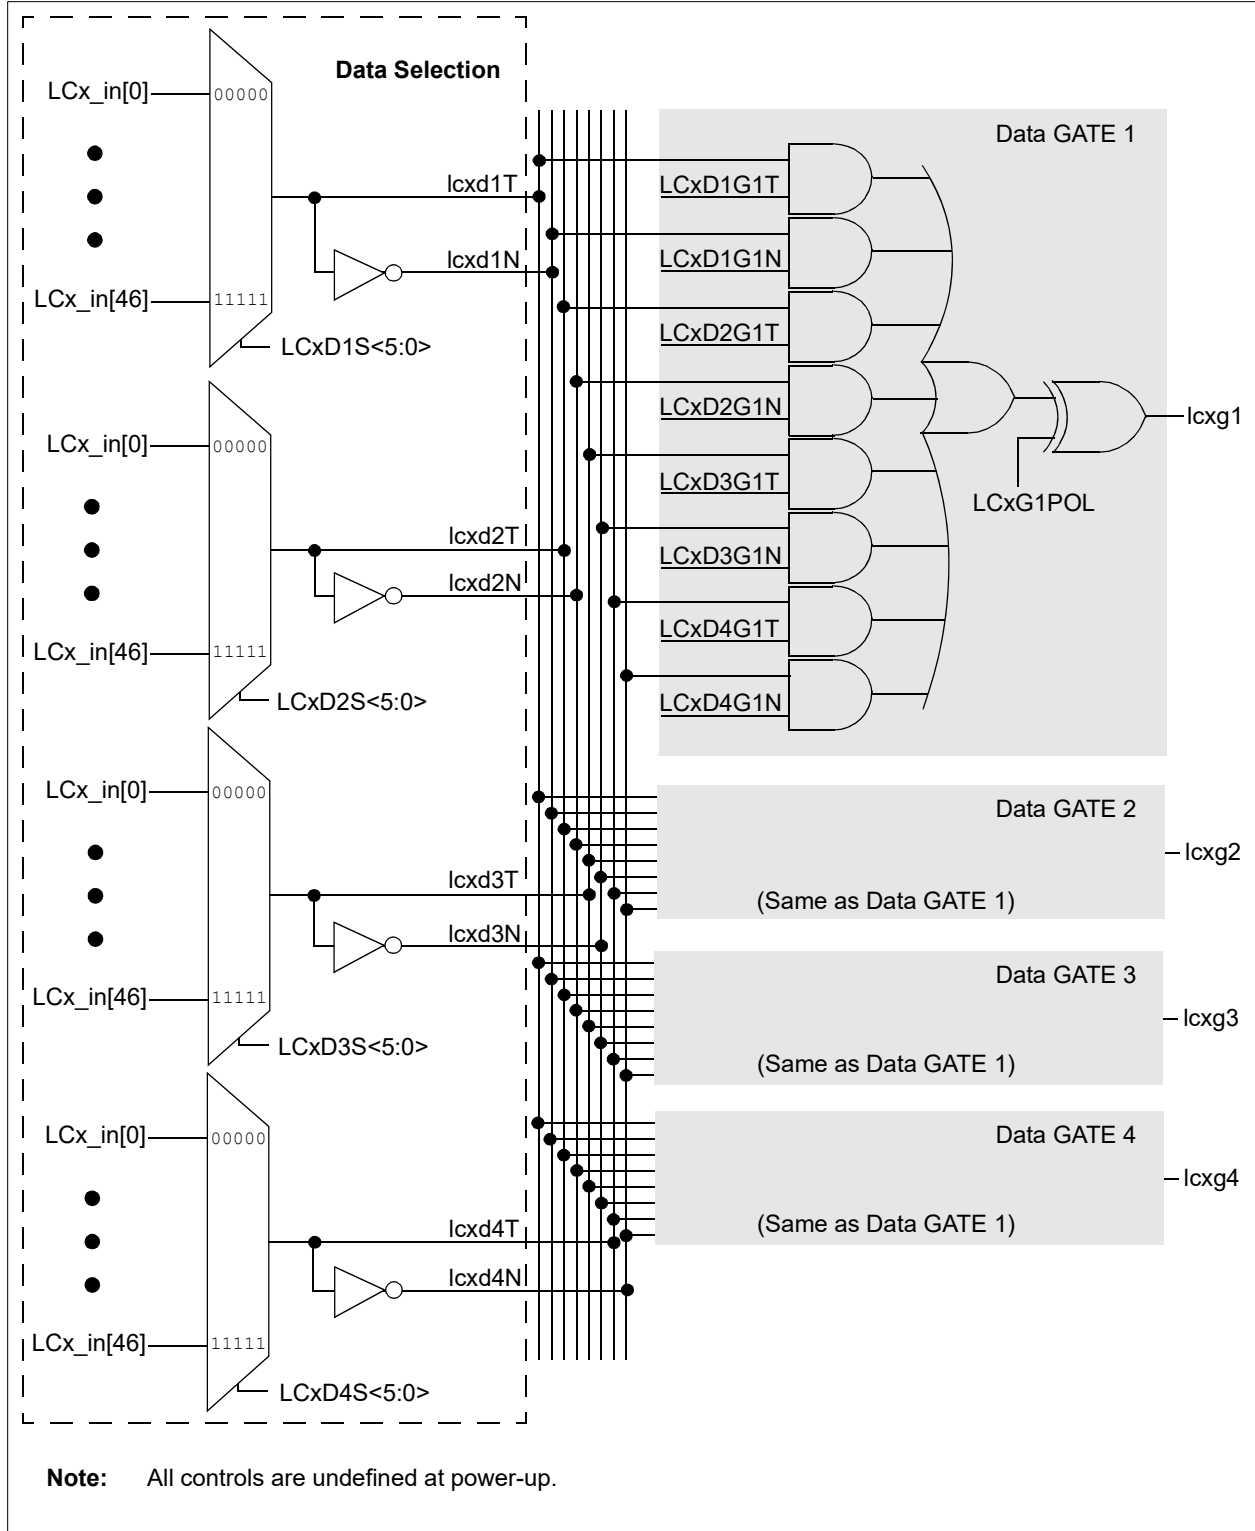 Data Selection
LCx_in[0]
00000
lcxd1T
lcxd1N
LCx_in[46]
11111
LCxD1S<5:0>
LCx_in[0]
00000
lcxd2T
lcxd2N
LCx_in[46]
11111
LCxD2S<5:0>
LCx_in[0]
00000
lcxd3T
lcxd3N
LCx_in[46]
11111
LCxD3S<5:0>
LCx_in[0]
00000
lcxd4T
lcxd4N
LCx_in[46]
11111
LCxD4S<5:0>
Data GATE 1
LCxD1G1T
LCxD1G1N
LCxD2G1T
LCxD2G1N
LCxD3G1T
LCxD3G1N
LCxD4G1T
LCxD4G1N
LCxG1POL
lcxg1
Data GATE 2
(Same as Data GATE 1)
lcxg2
Data GATE 3
(Same as Data GATE 1)
lcxg3
Data GATE 4
(Same as Data GATE 1)
lcxg4
Note: All controls are undefined at power-up.